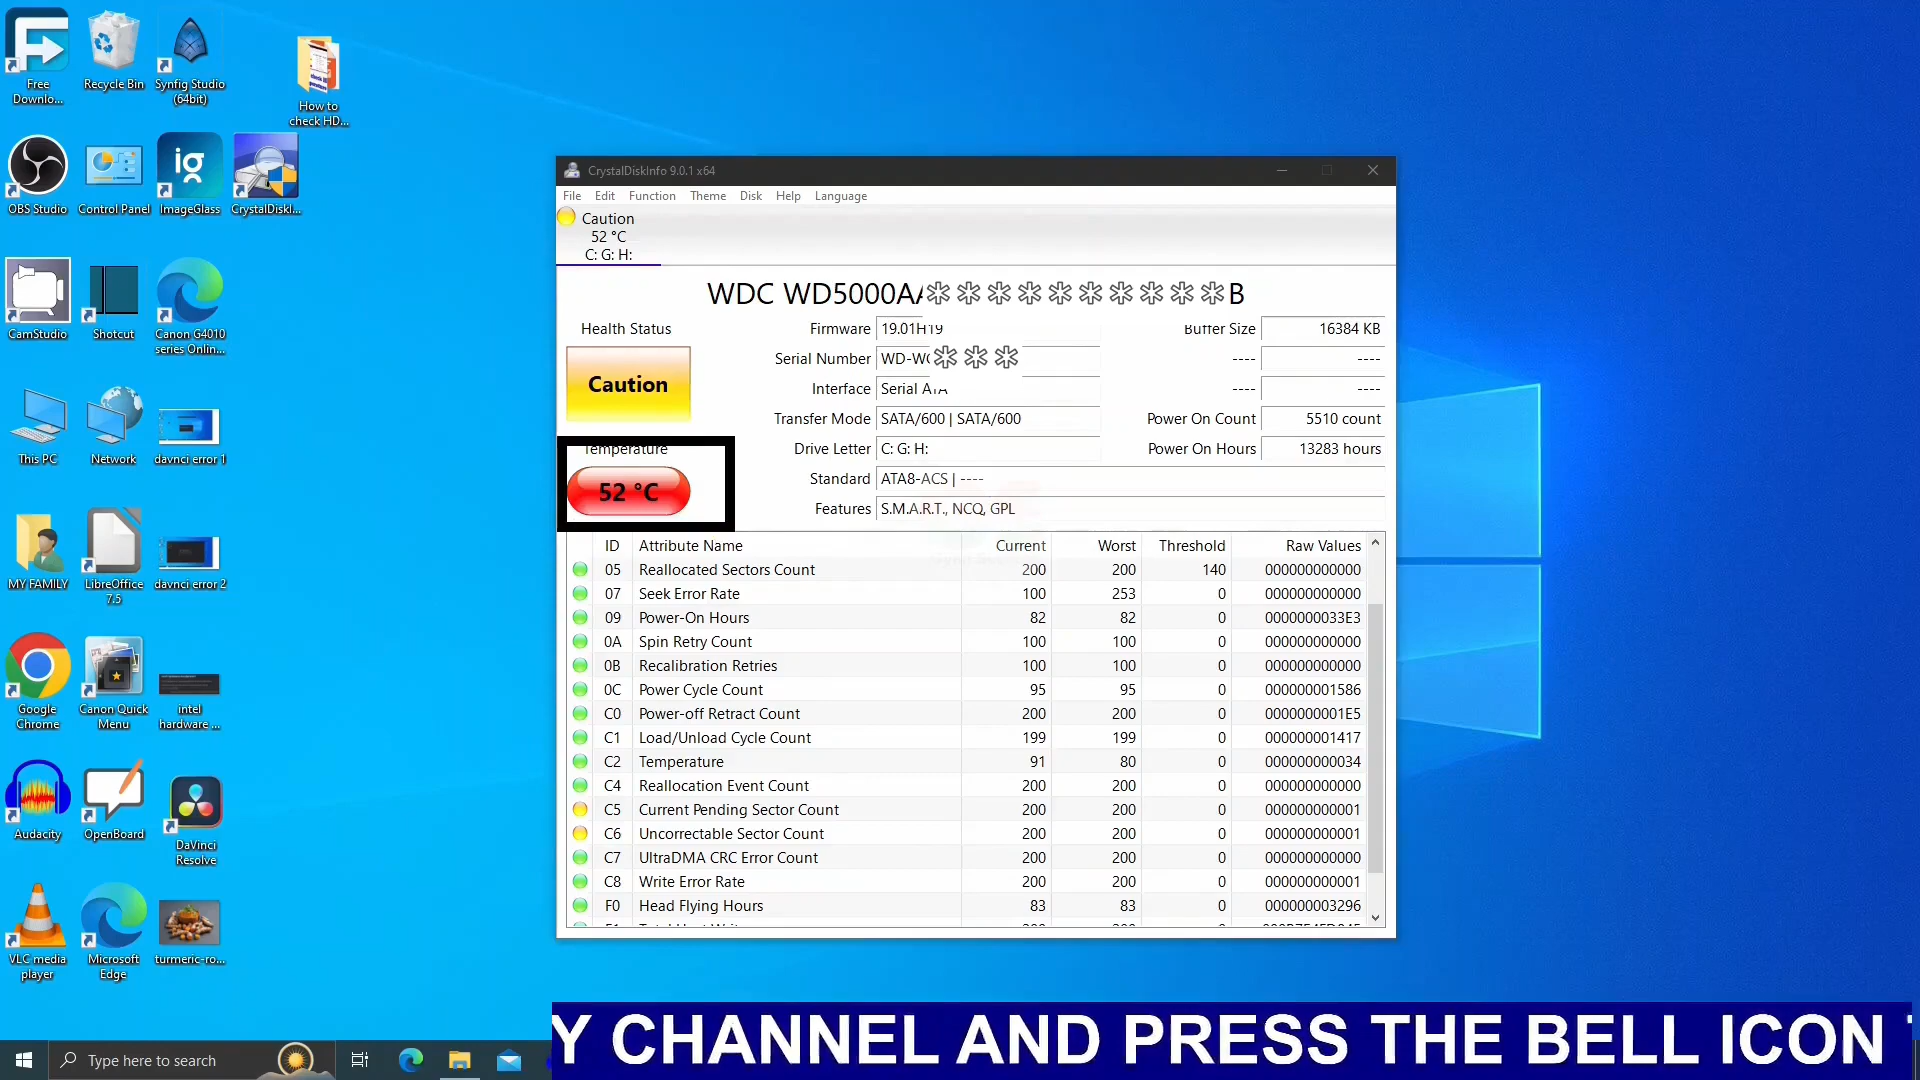 Free Downlo...
Recycle Bin
Synfig Studio (64bit)
How to check HD...
OBS Studio
Control Panel
ImageGlass
CrystalDiskI...
CamStudio
Shotcut
Canon G4010 series Onlin...
This PC
Network
davnci error 1
MY FAMILY
LibreOffice 7.5
davnci error 2
Google Chrome
Canon Quick Menu
intel hardware ...
Audacity
OpenBoard
DaVinci Resolve
VLC media player
Microsoft Edge
turmeric-ro...
CrystalDiskInfo 9.0.1 x64
File Edit Function Theme Disk Help Language
Caution
52 °C
C: G: H:
WDC WD5000AA**********B
Health Status
Caution
Temperature
52 °C
Firmware 19.01H19
Serial Number WD-WC***
Interface Serial ATA
Transfer Mode SATA/600 | SATA/600
Drive Letter C: G: H:
Standard ATA8-ACS | ----
Features S.M.A.R.T., NCQ, GPL
Buffer Size 16384 KB
---- ----
---- ----
Power On Count 5510 count
Power On Hours 13283 hours
ID Attribute Name Current Worst Threshold Raw Values
05 Reallocated Sectors Count 200 200 140 000000000000
07 Seek Error Rate 100 253 0 000000000000
09 Power-On Hours 82 82 0 0000000033E3
0A Spin Retry Count 100 100 0 000000000000
0B Recalibration Retries 100 100 0 000000000000
0C Power Cycle Count 95 95 0 000000001586
C0 Power-off Retract Count 200 200 0 0000000001E5
C1 Load/Unload Cycle Count 199 199 0 000000001417
C2 Temperature 91 80 0 000000000034
C4 Reallocation Event Count 200 200 0 000000000000
C5 Current Pending Sector Count 200 200 0 000000000001
C6 Uncorrectable Sector Count 200 200 0 000000000001
C7 UltraDMA CRC Error Count 200 200 0 000000000000
C8 Write Error Rate 200 200 0 000000000001
F0 Head Flying Hours 83 83 0 000000003296
Y CHANNEL AND PRESS THE BELL ICON
Type here to search